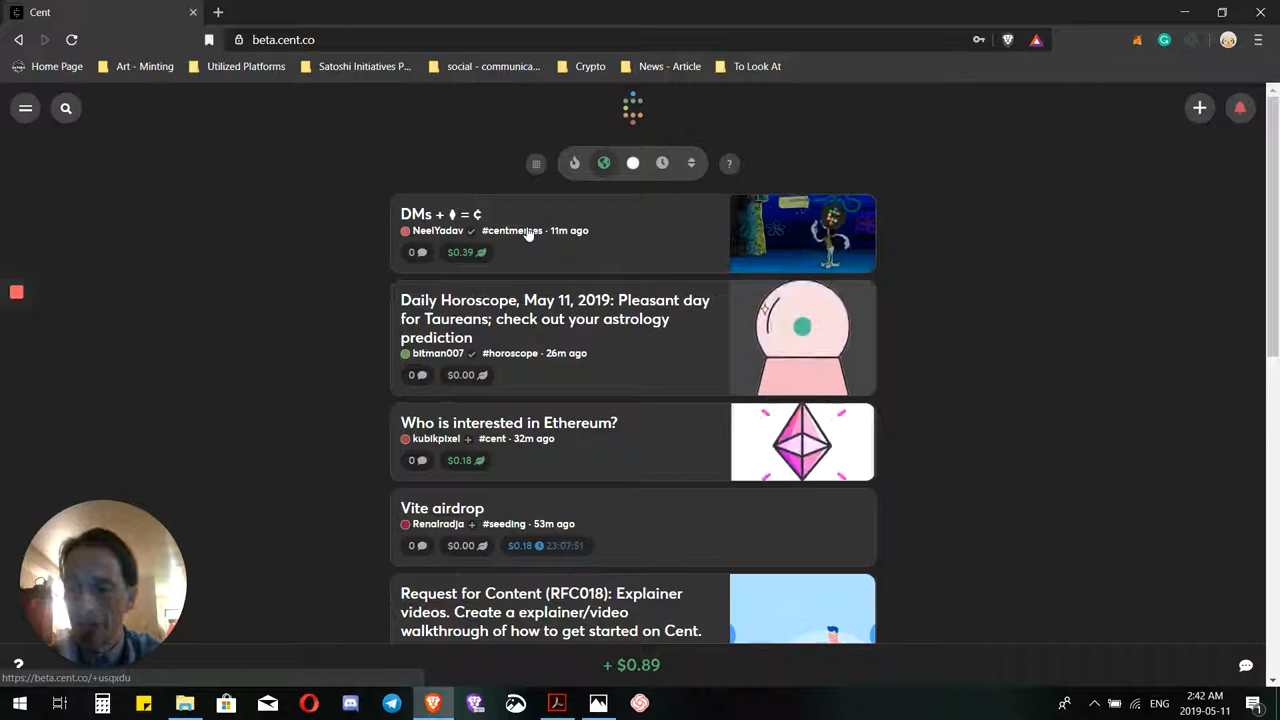 Cent
beta.cent.co
Home Page
Art - Minting
Utilized Platforms
Satoshi Initiatives P...
social - communica...
Crypto
News - Article
To Look At
?
DMs + ♦ = ¢
NeelYadav ✓ #centmemes · 11m ago
0 $0.39
Daily Horoscope, May 11, 2019: Pleasant day
for Taureans; check out your astrology
prediction
bitman007 ✓ #horoscope · 26m ago
0 $0.00
Who is interested in Ethereum?
kubikpixel + #cent · 32m ago
0 $0.18
Vite airdrop
Renalradja + #seeding · 53m ago
0 $0.00 $0.18 23:07:51
Request for Content (RFC018): Explainer
videos. Create a explainer/video
walkthrough of how to get started on Cent.
?
+ $0.89
https://beta.cent.co/+usqxdu
ENG
2:42 AM
2019-05-11
1